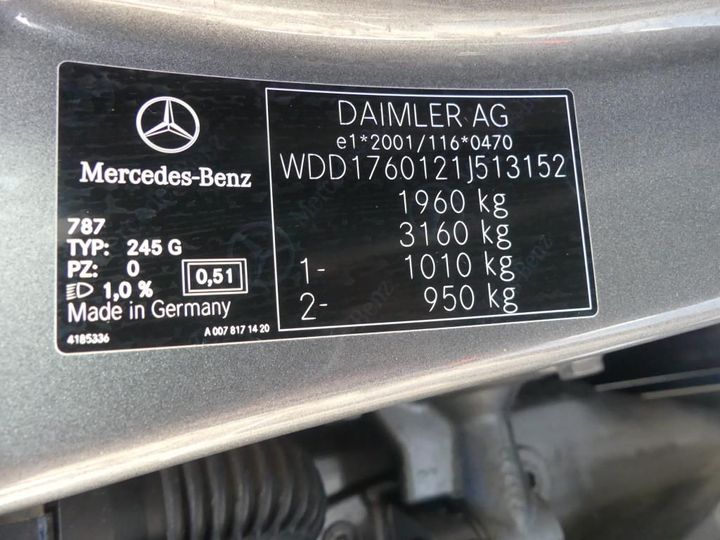 Mercedes-Benz
787
TYP: 245 G
PZ: 0
1,0 %
0,51
Made in Germany
4185336
A 007 817 14 20
DAIMLER AG
e1*2001/116*0470
WDD1760121J513152
1960 kg
3160 kg
1- 1010 kg
2- 950 kg